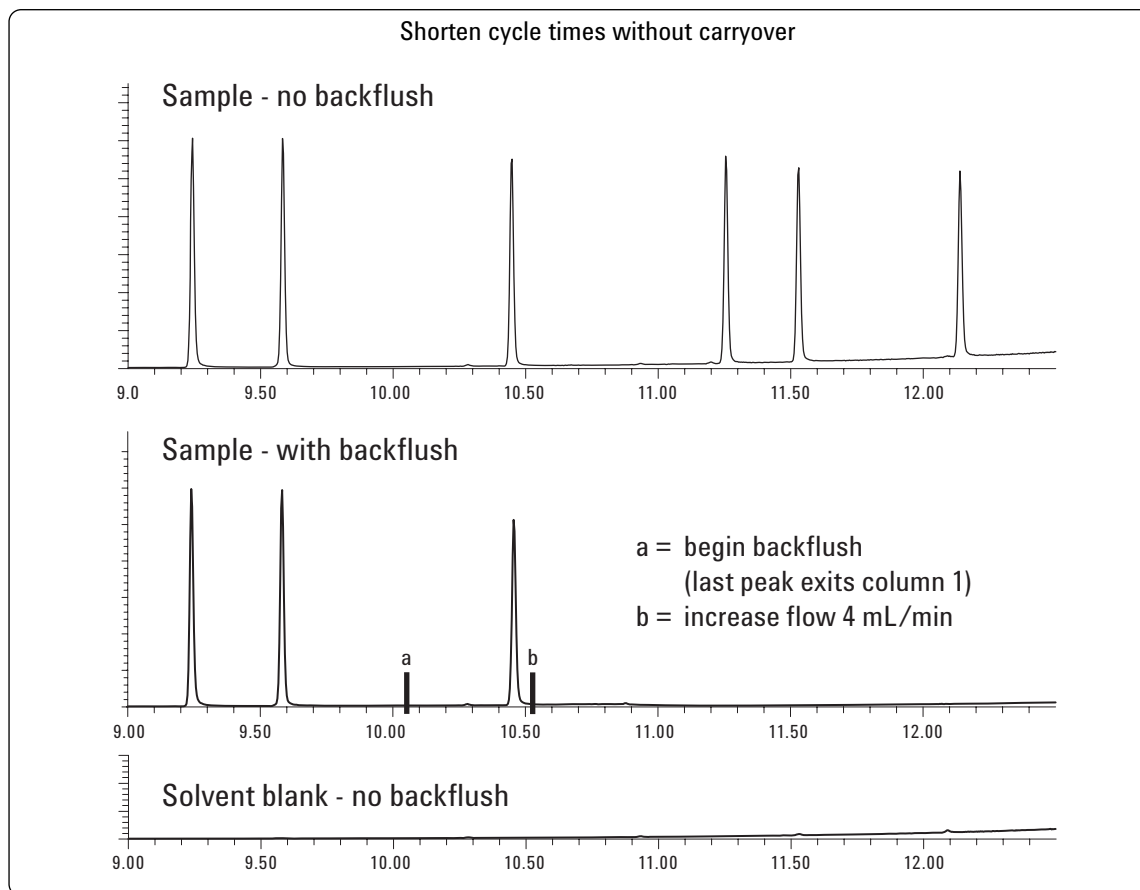 Shorten cycle times without carryover
Sample - no backflush
9.0 9.50 10.00 10.50 11.00 11.50 12.00
Sample - with backflush
a = begin backflush
(last peak exits column 1)
b = increase flow 4 mL/min
a b
9.00 9.50 10.00 10.50 11.00 11.50 12.00
Solvent blank - no backflush
9.00 9.50 10.00 10.50 11.00 11.50 12.00